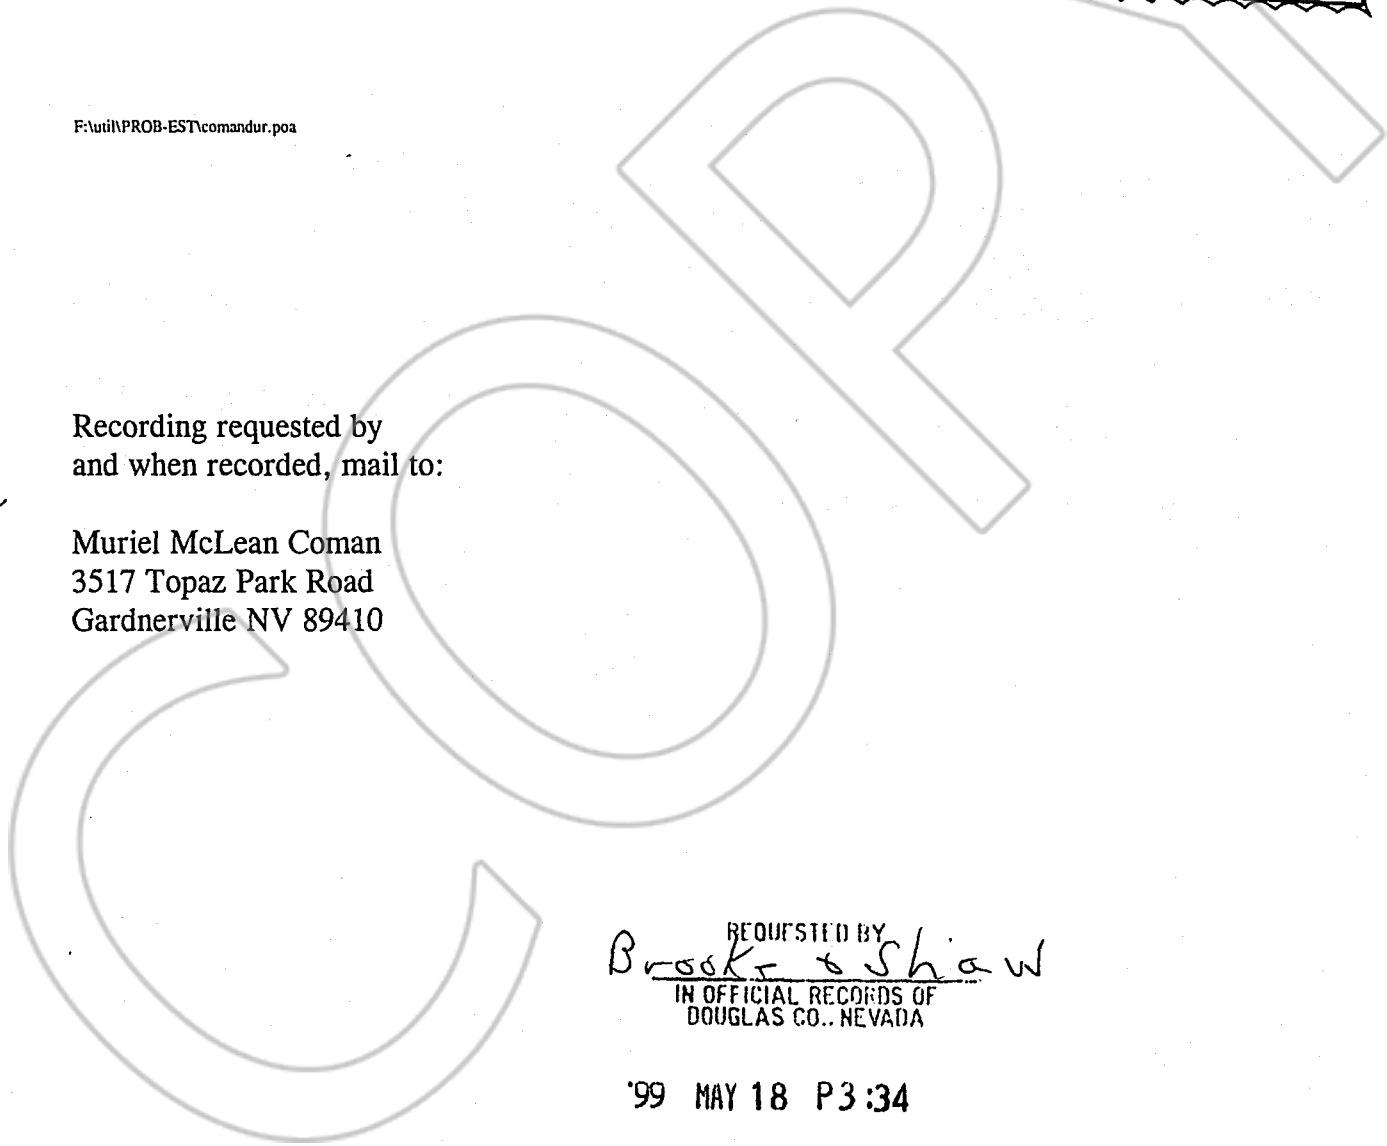 F:\util\PROB-EST\comandur.poa
Recording requested by
and when recorded, mail to:
Muriel McLean Coman
3517 Topaz Park Road
Gardnerville NV 89410
COPY
REQUESTED BY
Brooke & Shaw
IN OFFICIAL RECORDS OF
DOUGLAS CO., NEVADA
'99 MAY 18 P3:34